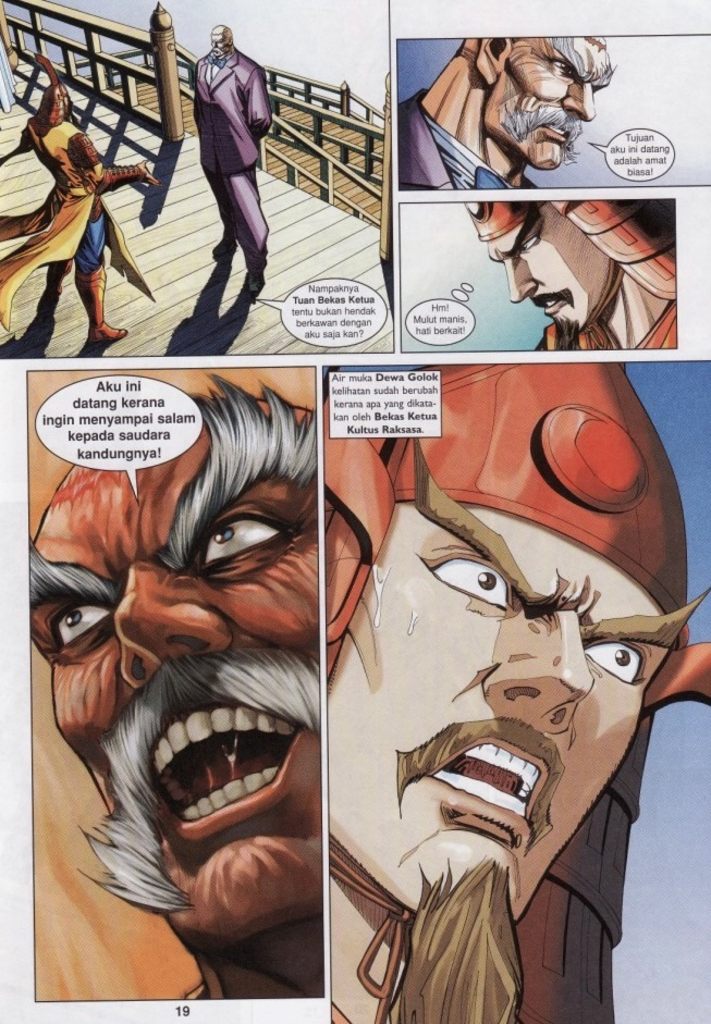 Nampaknya
Tuan Bekas Ketua
tentu bukan hendak
berkawan dengan
aku saja kan?
Tujuan
aku ini datang
adalah amat
biasa!
Hm!
Mulut manis,
hati berkait!
Aku ini
datang kerana
ingin menyampai salam
kepada saudara
kandungnya!
Air muka Dewa Golok
kelihatan sudah berubah
kerana apa yang dikata-
kan oleh Bekas Ketua
Kultus Raksasa.
19